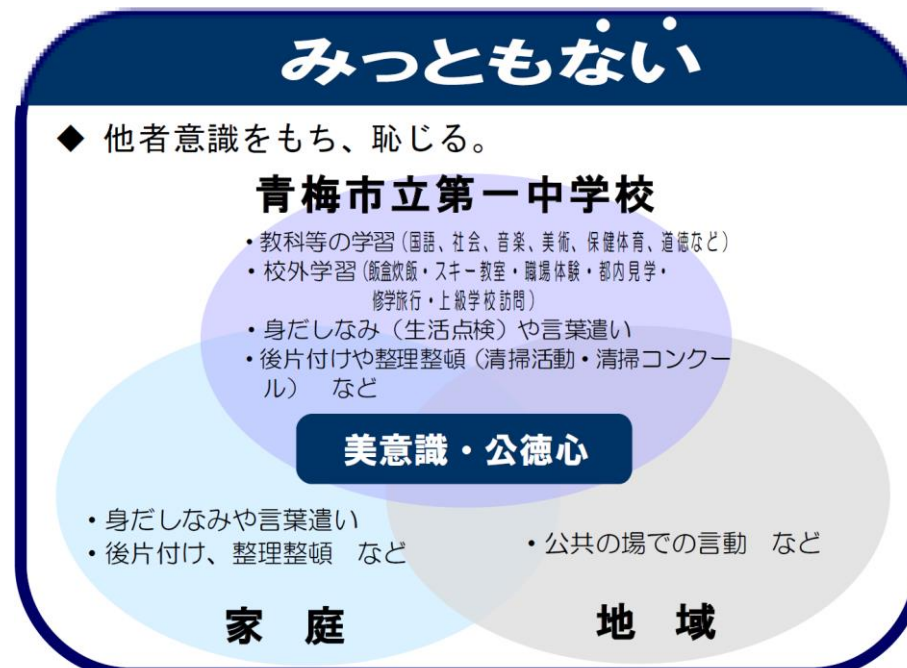 みっともない
◆ 他者意識をもち、恥じる。
青梅市立第一中学校
・教科等の学習(国語、社会、音楽、美術、保健体育、道徳など)
・校外学習(飯盒炊飯・スキー教室・職場体験・都内見学・
修学旅行・上級学校訪問)
・身だしなみ(生活点検)や言葉遣い
・後片付けや整理整頓(清掃活動・清掃コンクー
ル) など
美意識・公徳心
・身だしなみや言葉遣い
・後片付け、整理整頓 など
・公共の場での言動 など
家 庭
地 域